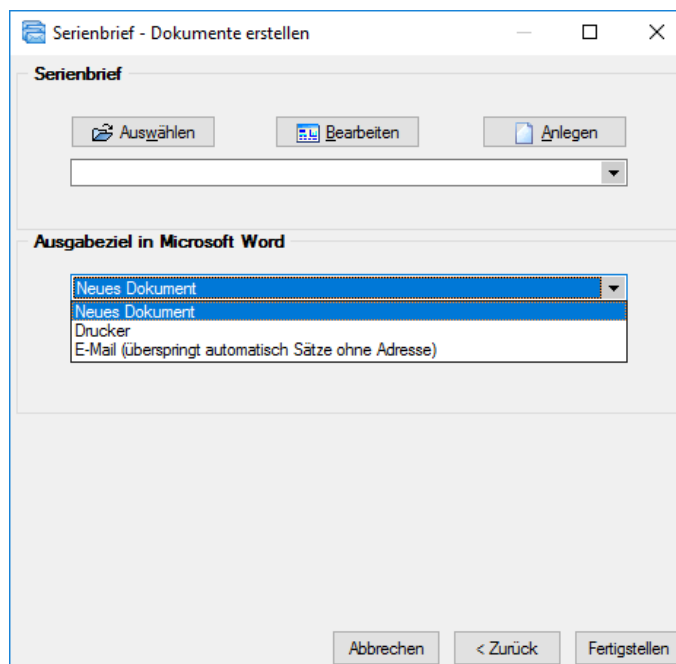 Serienbrief - Dokumente erstellen
Serienbrief
Auswählen Bearbeiten Anlegen
Ausgabeziel in Microsoft Word
Neues Dokument
Neues Dokument
Drucker
E-Mail (überspringt automatisch Sätze ohne Adresse)
Abbrechen < Zurück Fertigstellen